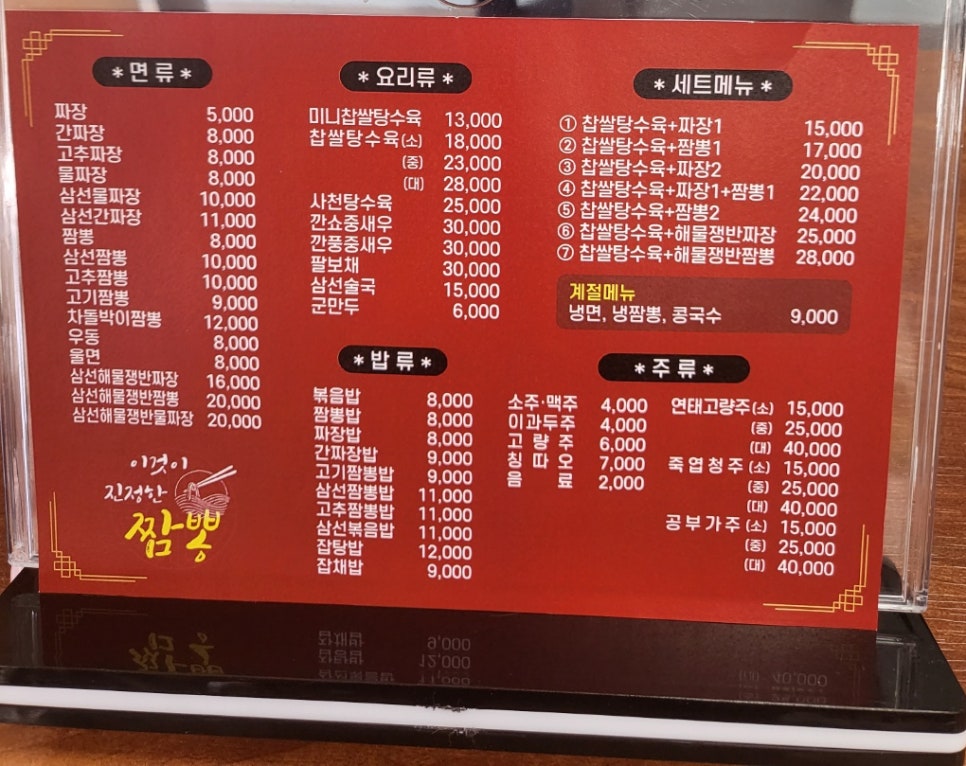 * 면 류 *
짜장 5,000
간짜장 8,000
고추짜장 8,000
물짜장 8,000
삼선물짜장 10,000
삼선간짜장 11,000
짬뽕 8,000
삼선짬뽕 10,000
고추짬뽕 10,000
고기짬뽕 9,000
차돌박이짬뽕 12,000
우동 8,000
울면 8,000
삼선해물쟁반짜장 16,000
삼선해물쟁반짬뽕 20,000
삼선해물쟁반물짜장 20,000
이것이
진정한
짬뽕
* 요리류 *
미니찹쌀탕수육 13,000
찹쌀탕수육(소) 18,000
(중) 23,000
(대) 28,000
사천탕수육 25,000
깐쇼중새우 30,000
깐풍중새우 30,000
팔보채 30,000
삼선술국 15,000
군만두 6,000
* 밥 류 *
볶음밥 8,000
짬뽕밥 8,000
짜장밥 8,000
간짜장밥 9,000
고기짬뽕밥 9,000
삼선짬뽕밥 11,000
고추짬뽕밥 11,000
삼선볶음밥 11,000
잡탕밥 12,000
잡채밥 9,000
* 세트메뉴 *
① 찹쌀탕수육+짜장1 15,000
② 찹쌀탕수육+짬뽕1 17,000
③ 찹쌀탕수육+짜장2 20,000
④ 찹쌀탕수육+짜장1+짬뽕1 22,000
⑤ 찹쌀탕수육+짬뽕2 24,000
⑥ 찹쌀탕수육+해물쟁반짜장 25,000
⑦ 찹쌀탕수육+해물쟁반짬뽕 28,000
계절메뉴
냉면, 냉짬뽕, 콩국수 9,000
* 주 류 *
소주·맥주 4,000
이과두주 4,000
고 량 주 6,000
칭 따 오 7,000
음 료 2,000
연태고량주(소) 15,000
(중) 25,000
(대) 40,000
죽엽청주(소) 15,000
(중) 25,000
(대) 40,000
공부가주(소) 15,000
(중) 25,000
(대) 40,000